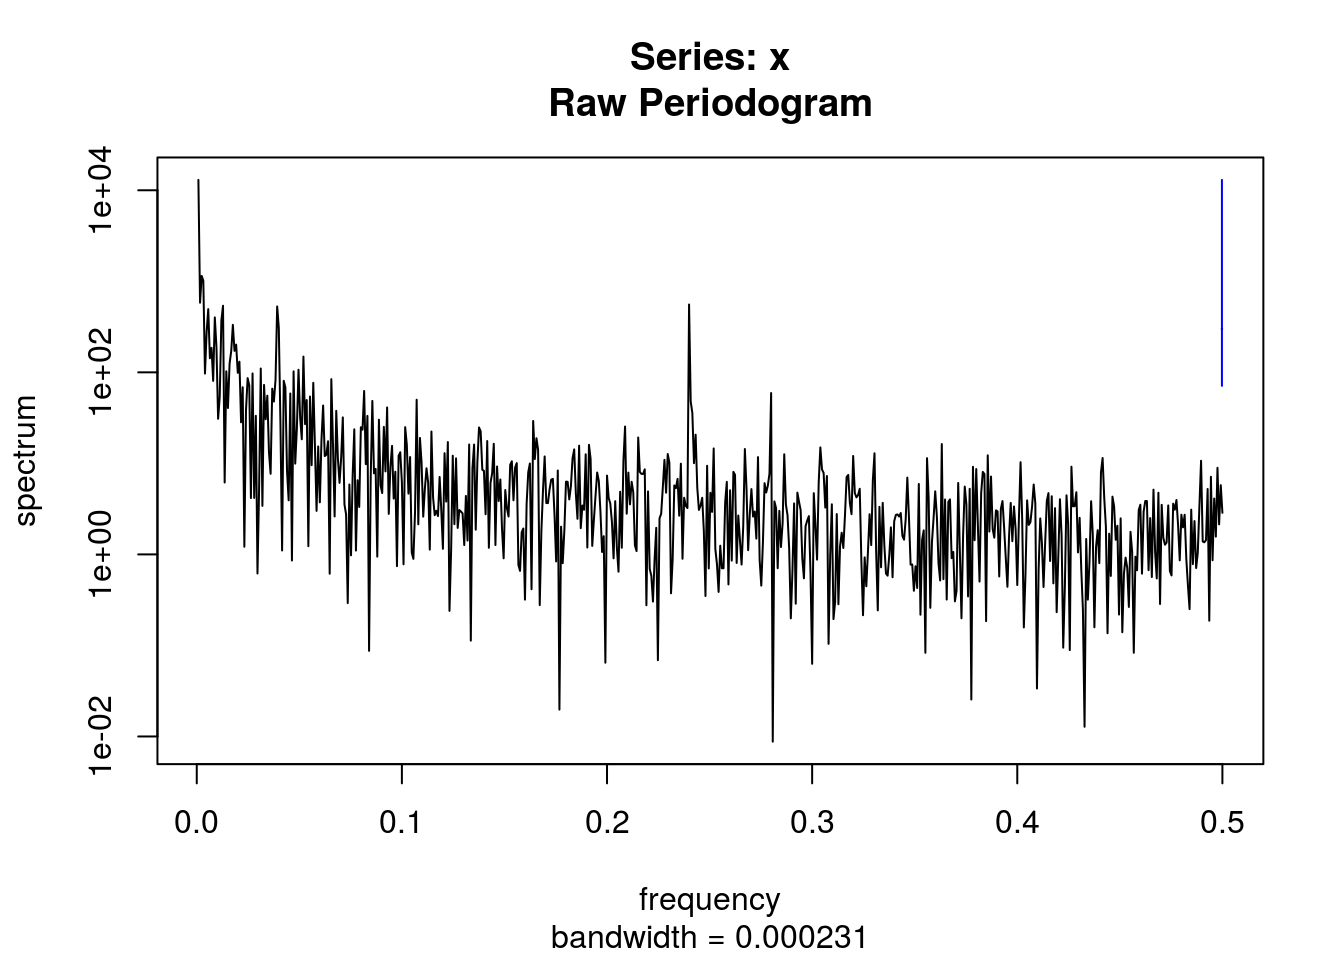 Series: x
Raw Periodogram
spectrum
1e+04
1e+02
1e+00
1e-02
0.0 0.1 0.2 0.3 0.4 0.5
frequency
bandwidth = 0.000231